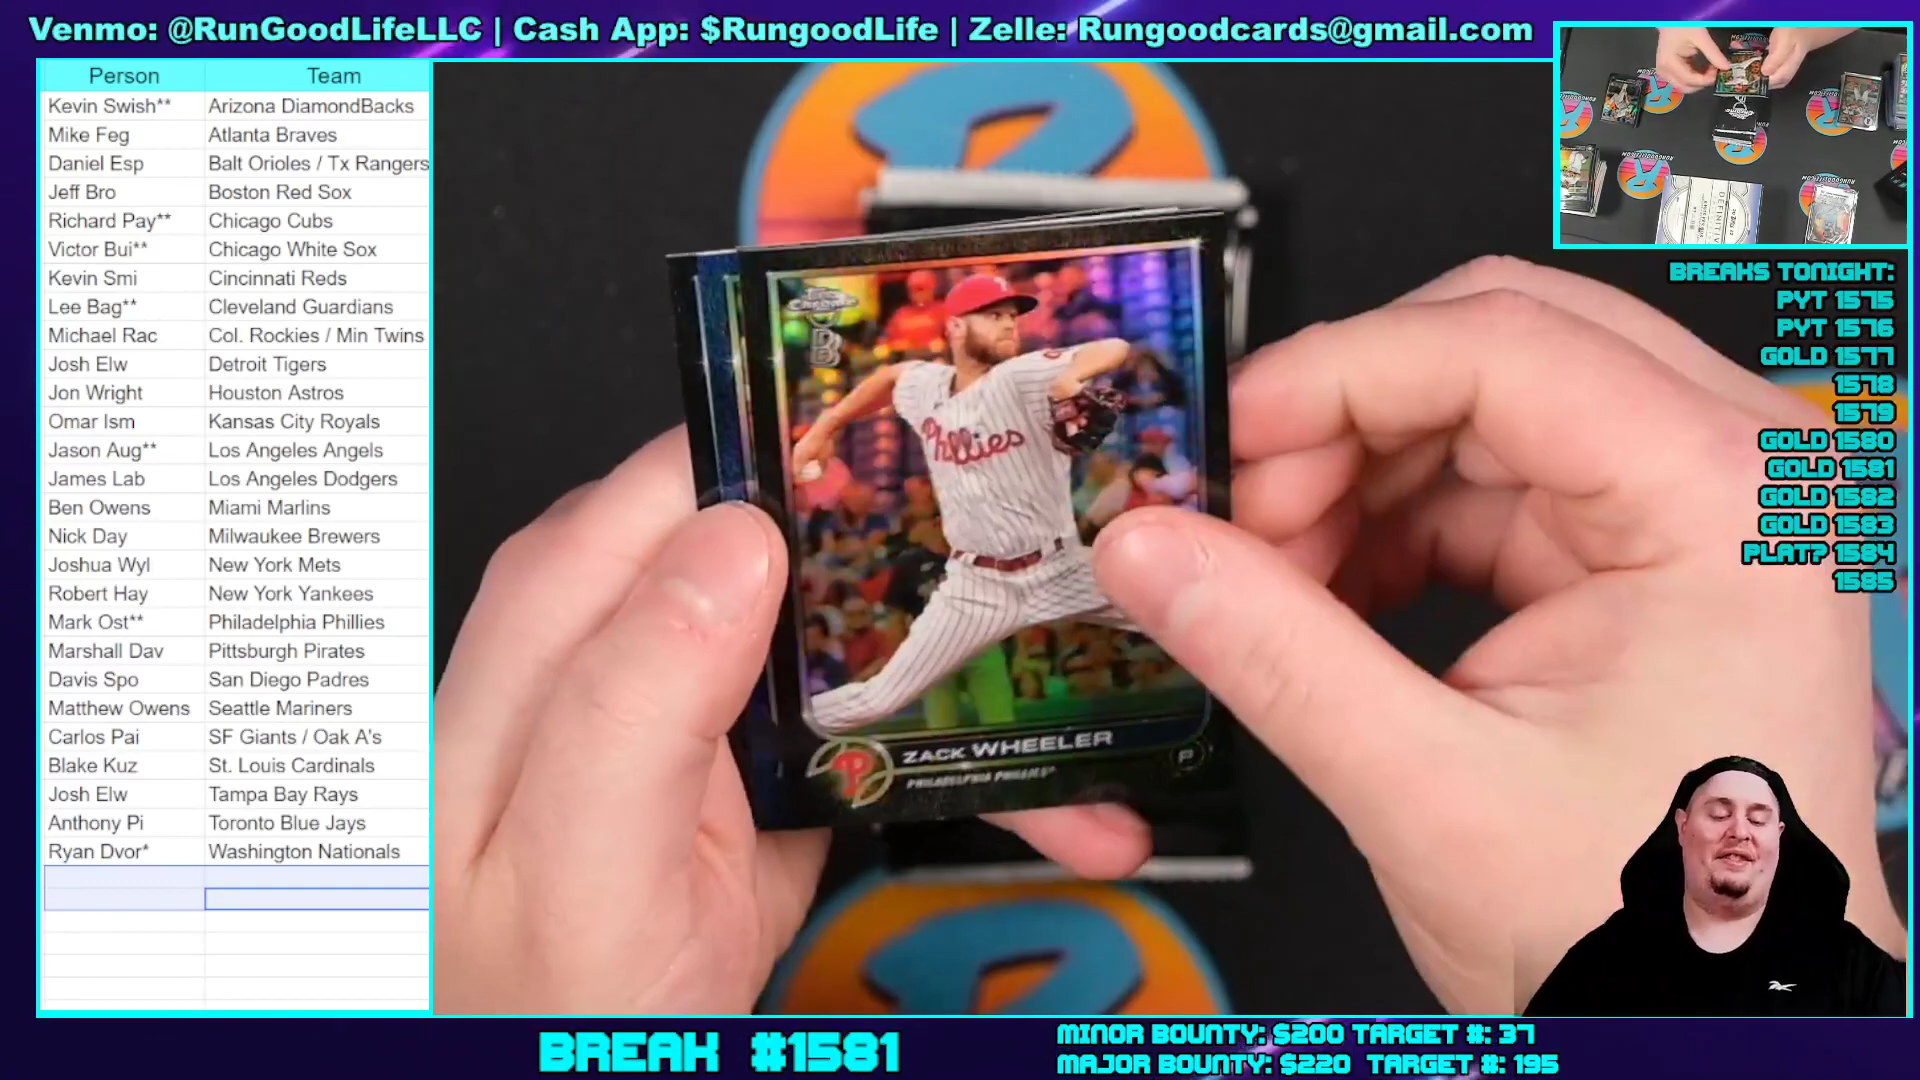 Venmo: @RunGoodLifeLLC | Cash App: $RungoodLife | Zelle: Rungoodcards@gmail.com
Person Team
Kevin Swish** Arizona DiamondBacks
Mike Feg Atlanta Braves
Daniel Esp Balt Orioles / Tx Rangers
Jeff Bro Boston Red Sox
Richard Pay** Chicago Cubs
Victor Bui** Chicago White Sox
Kevin Smi Cincinnati Reds
Lee Bag** Cleveland Guardians
Michael Rac Col. Rockies / Min Twins
Josh Elw Detroit Tigers
Jon Wright Houston Astros
Omar Ism Kansas City Royals
Jason Aug** Los Angeles Angels
James Lab Los Angeles Dodgers
Ben Owens Miami Marlins
Nick Day Milwaukee Brewers
Joshua Wyl New York Mets
Robert Hay New York Yankees
Mark Ost** Philadelphia Phillies
Marshall Dav Pittsburgh Pirates
Davis Spo San Diego Padres
Matthew Owens Seattle Mariners
Carlos Pai SF Giants / Oak A's
Blake Kuz St. Louis Cardinals
Josh Elw Tampa Bay Rays
Anthony Pi Toronto Blue Jays
Ryan Dvor* Washington Nationals
Chrome
B
Phillies
ZACK WHEELER
PHILADELPHIA PHILLIES
P
BREAKS TONIGHT:
PYT 1575
PYT 1576
GOLD 1577
1578
1579
GOLD 1580
GOLD 1581
GOLD 1582
GOLD 1583
PLAT? 1584
1585
BREAK #1581
MINOR BOUNTY: $200 TARGET #: 37
MAJOR BOUNTY: $220 TARGET #: 195